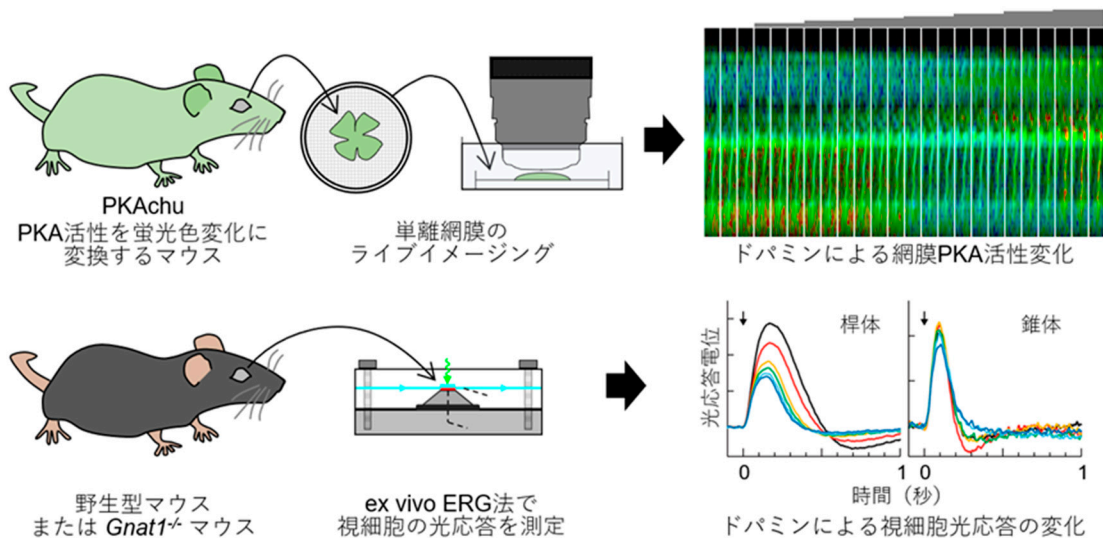 PKAchu
PKA活性を蛍光色変化に
変換するマウス
単離網膜の
ライブイメージング
ドパミンによる網膜PKA活性変化
野生型マウス
または Gnat1-/- マウス
ex vivo ERG法で
視細胞の光応答を測定
光応答電位
桿体
錐体
0
1
0
1
時間（秒）
ドパミンによる視細胞光応答の変化